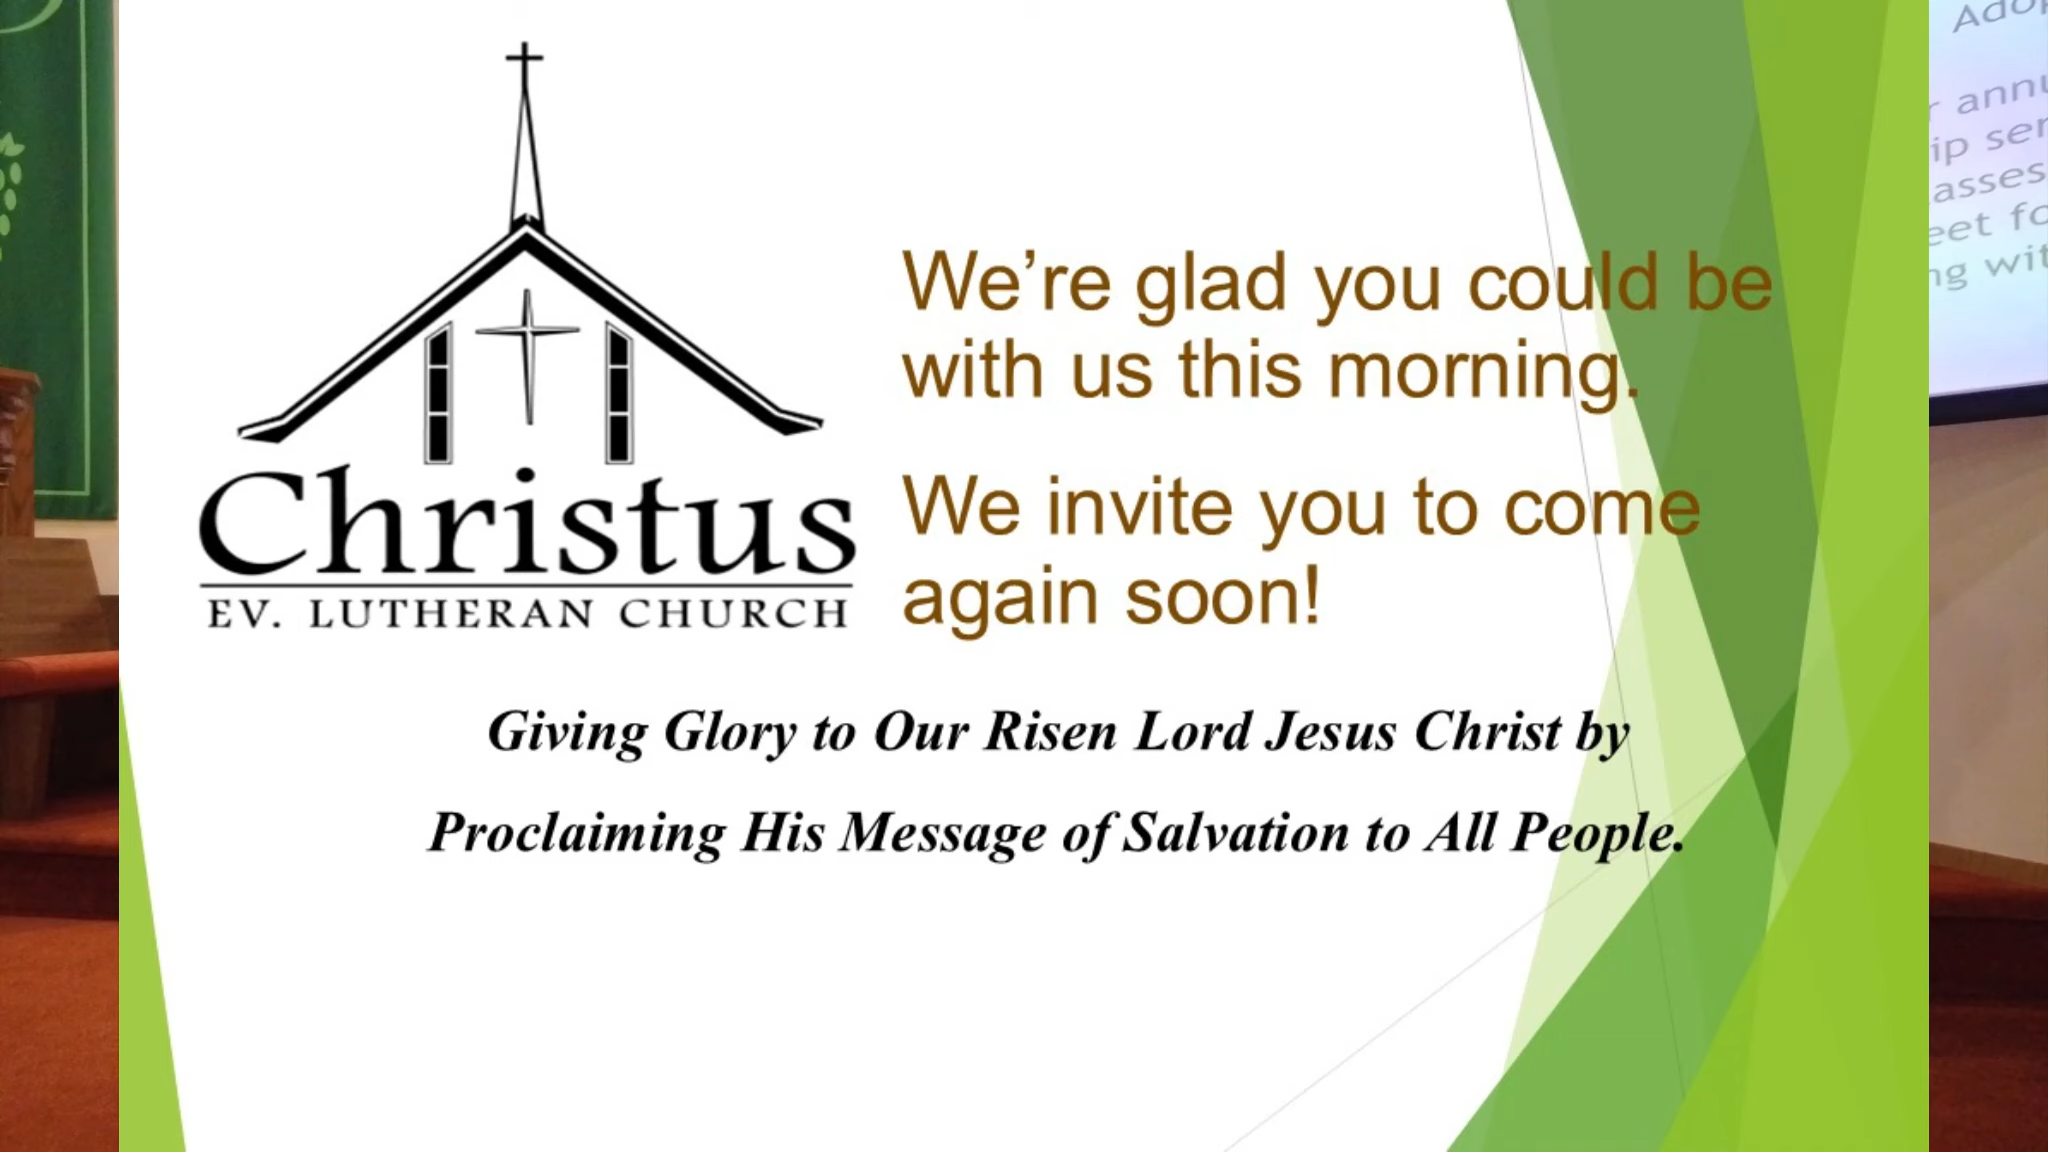 We're glad you could be
with us this morning.
We invite you to come
again soon!
Christus
EV. LUTHERAN CHURCH
Giving Glory to Our Risen Lord Jesus Christ by
Proclaiming His Message of Salvation to All People.